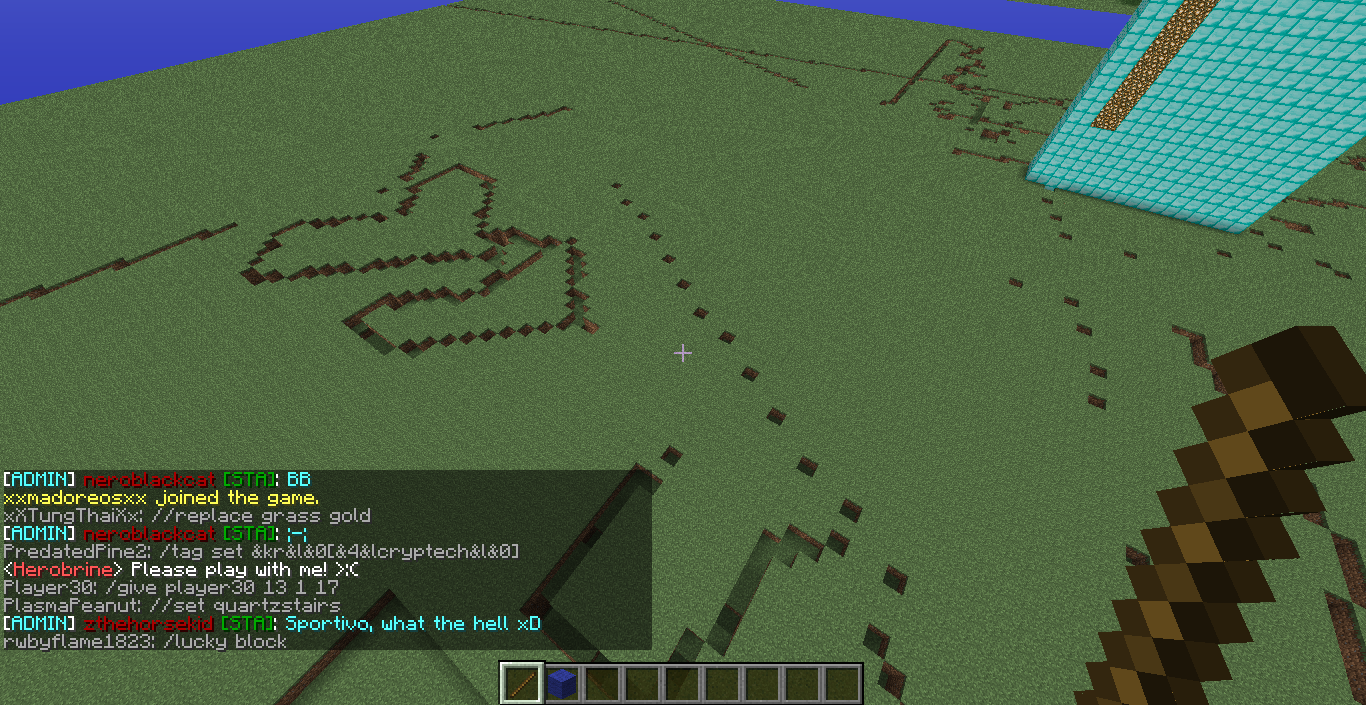 [ADMIN] neroblackcat [STA]: BB
xxmadoreosxx joined the game.
xXTungThaiXx: //replace grass gold
[ADMIN] neroblackcat [STA]: ;-;
PredatedPine2: /tag set &kr&l&0[&4&lcryptech&l&0]
<Herobrine> Please play with me! >:C
Player30: /give player30 13 1 17
PlasmaPeanut: //set quartzstairs
[ADMIN] zthehorsekid [STA]: Sportivo, what the hell xD
rwbyflame1823: /lucky block